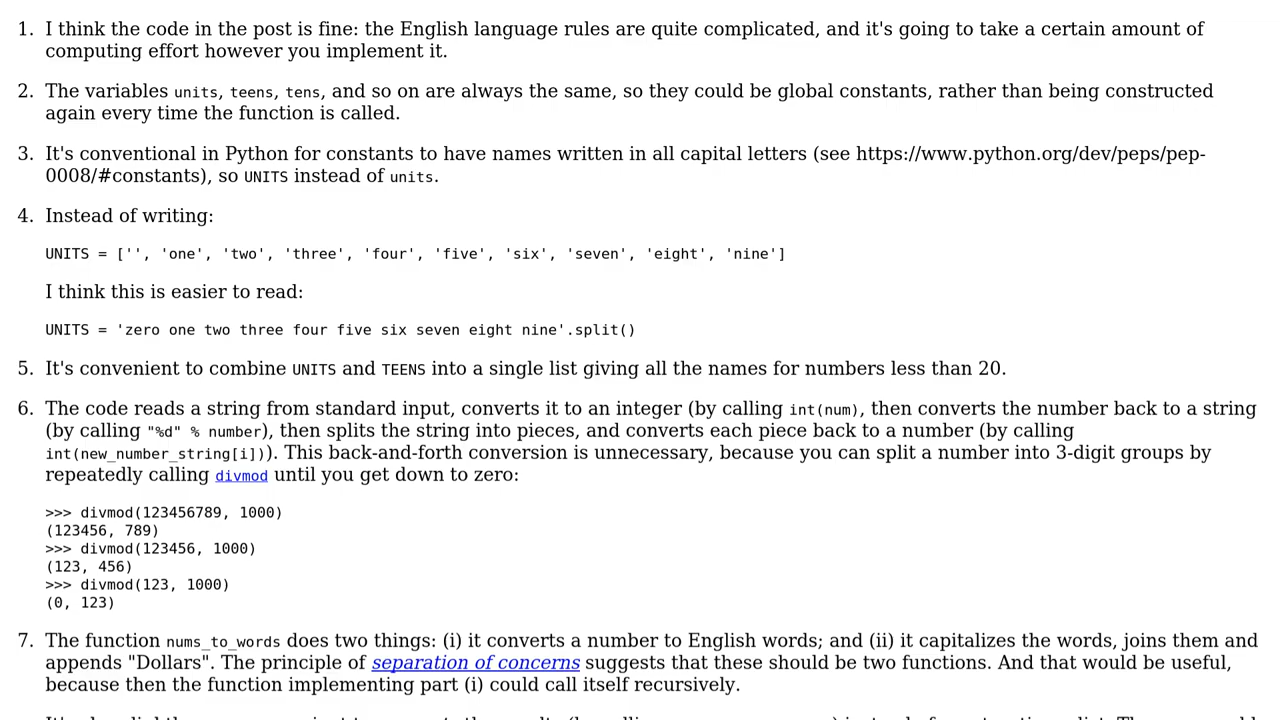 1. I think the code in the post is fine: the English language rules are quite complicated, and it's going to take a certain amount of
computing effort however you implement it.
2. The variables units, teens, tens, and so on are always the same, so they could be global constants, rather than being constructed
again every time the function is called.
3. It's conventional in Python for constants to have names written in all capital letters (see https://www.python.org/dev/peps/pep-
0008/#constants), so UNITS instead of units.
4. Instead of writing:
UNITS = ['', 'one', 'two', 'three', 'four', 'five', 'six', 'seven', 'eight', 'nine']
I think this is easier to read:
UNITS = 'zero one two three four five six seven eight nine'.split()
5. It's convenient to combine UNITS and TEENS into a single list giving all the names for numbers less than 20.
6. The code reads a string from standard input, converts it to an integer (by calling int(num), then converts the number back to a string
(by calling "%d" % number), then splits the string into pieces, and converts each piece back to a number (by calling
int(new_number_string[i])). This back-and-forth conversion is unnecessary, because you can split a number into 3-digit groups by
repeatedly calling divmod until you get down to zero:
>>> divmod(123456789, 1000)
(123456, 789)
>>> divmod(123456, 1000)
(123, 456)
>>> divmod(123, 1000)
(0, 123)
7. The function nums_to_words does two things: (i) it converts a number to English words; and (ii) it capitalizes the words, joins them and
appends "Dollars". The principle of separation of concerns suggests that these should be two functions. And that would be useful,
because then the function implementing part (i) could call itself recursively.